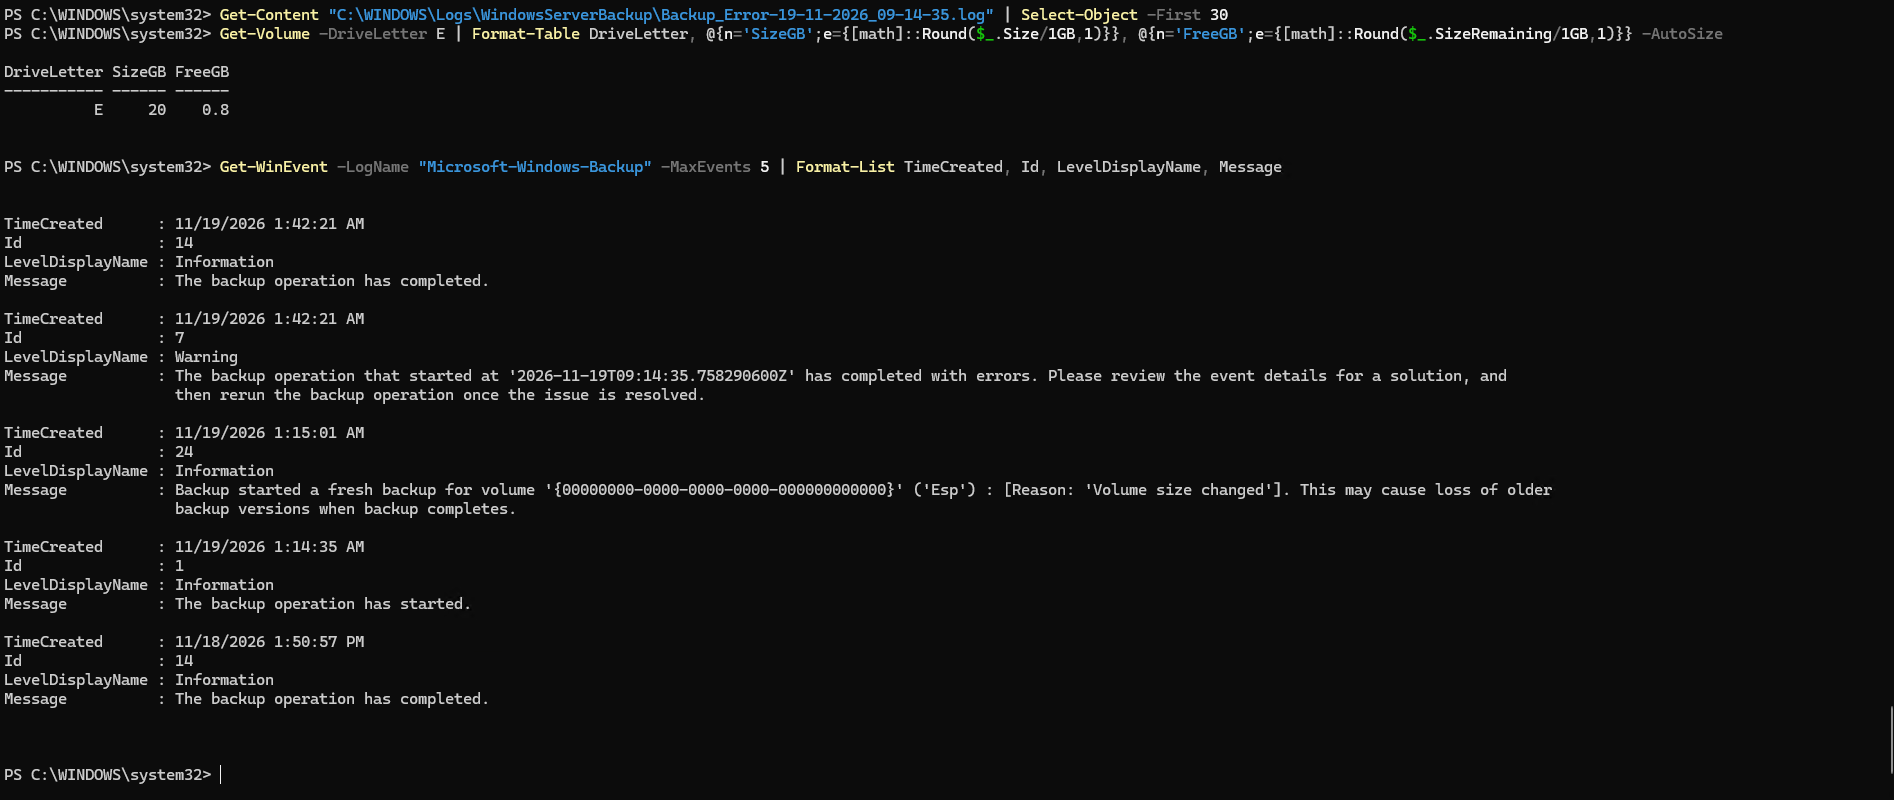 PS C:\WINDOWS\system32> Get-Content "C:\WINDOWS\Logs\WindowsServerBackup\Backup_Error-19-11-2026_09-14-35.log" | Select-Object -First 30
PS C:\WINDOWS\system32> Get-Volume -DriveLetter E | Format-Table DriveLetter, @{n='SizeGB';e={[math]::Round($_.Size/1GB,1)}}, @{n='FreeGB';e={[math]::Round($_.SizeRemaining/1GB,1)}} -AutoSize
DriveLetter SizeGB FreeGB
----------- ------ ------
          E     20    0.8
PS C:\WINDOWS\system32> Get-WinEvent -LogName "Microsoft-Windows-Backup" -MaxEvents 5 | Format-List TimeCreated, Id, LevelDisplayName, Message
TimeCreated      : 11/19/2026 1:42:21 AM
Id               : 14
LevelDisplayName : Information
Message          : The backup operation has completed.
TimeCreated      : 11/19/2026 1:42:21 AM
Id               : 7
LevelDisplayName : Warning
Message          : The backup operation that started at '2026-11-19T09:14:35.758290600Z' has completed with errors. Please review the event details for a solution, and
                   then rerun the backup operation once the issue is resolved.
TimeCreated      : 11/19/2026 1:15:01 AM
Id               : 24
LevelDisplayName : Information
Message          : Backup started a fresh backup for volume '{00000000-0000-0000-0000-000000000000}' ('Esp') : [Reason: 'Volume size changed']. This may cause loss of older
                   backup versions when backup completes.
TimeCreated      : 11/19/2026 1:14:35 AM
Id               : 1
LevelDisplayName : Information
Message          : The backup operation has started.
TimeCreated      : 11/18/2026 1:50:57 PM
Id               : 14
LevelDisplayName : Information
Message          : The backup operation has completed.
PS C:\WINDOWS\system32>